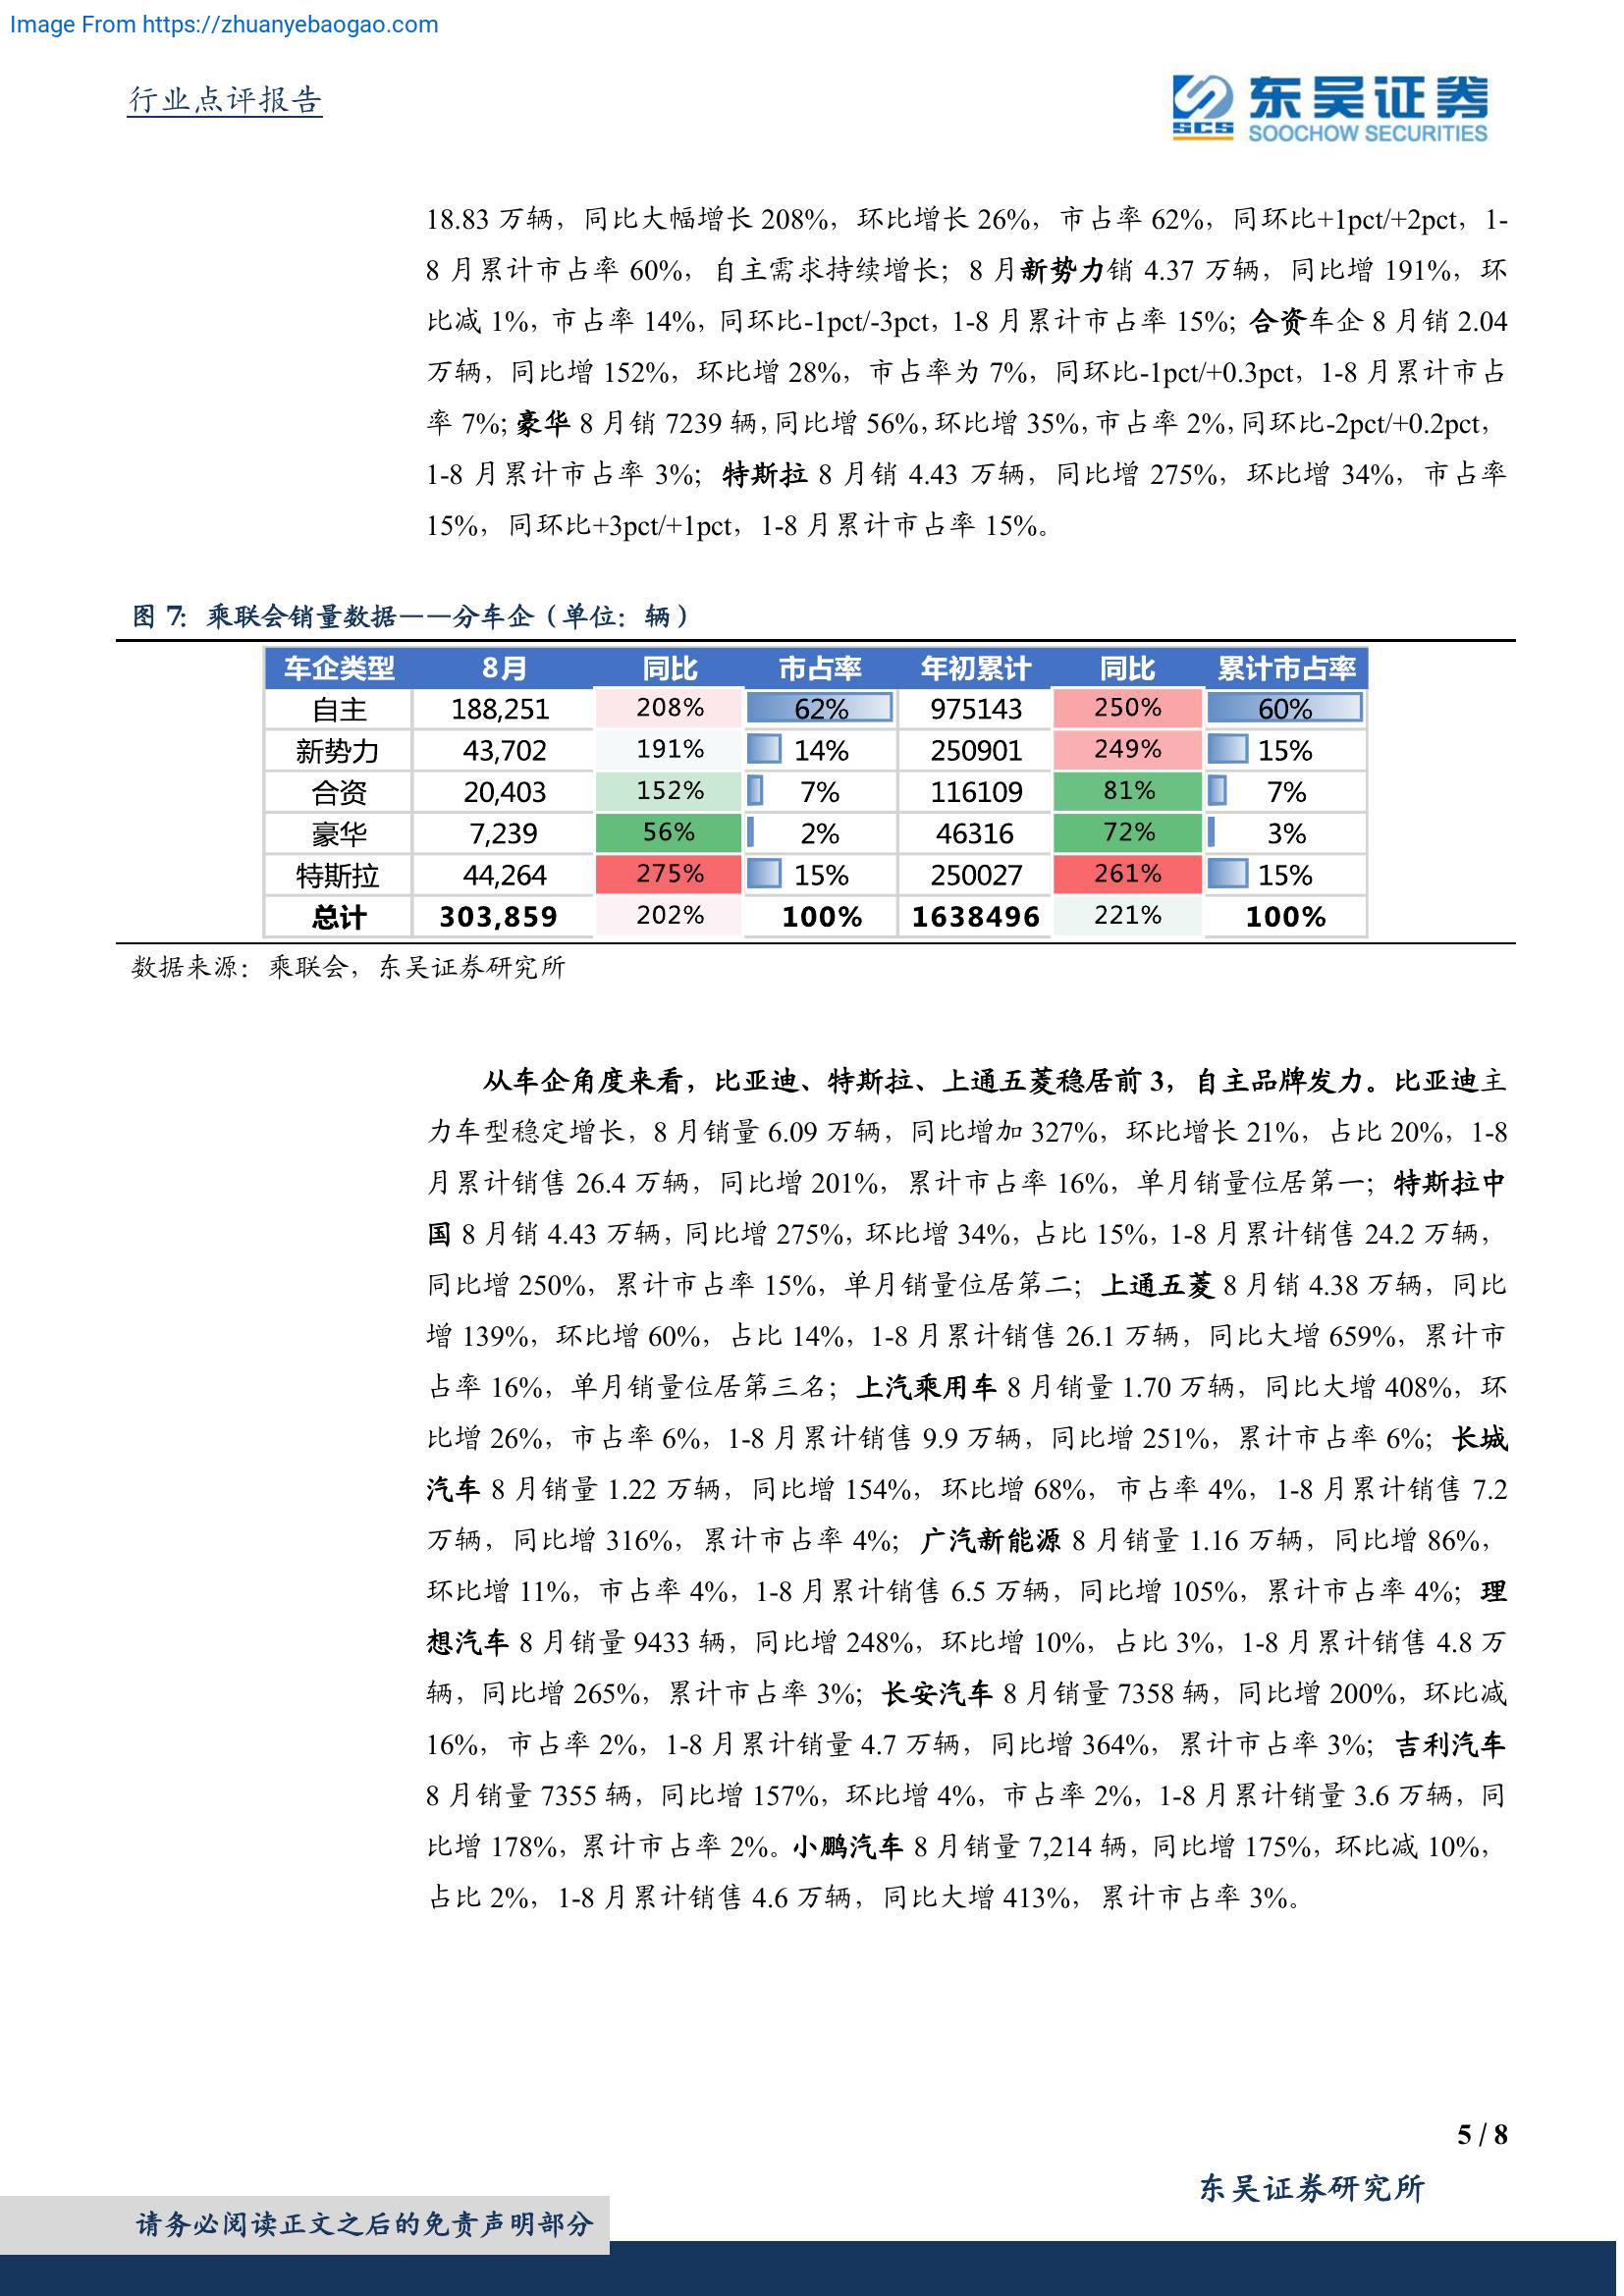 Image From https://zhuanyebaogao.com
行业点评报告
东吴证券
SCS
SOOCHOW SECURITIES
18.83 万辆，同比大幅增长 208%，环比增长 26%，市占率 62%，同环比+1pct/+2pct，1-
8 月累计市占率 60%，自主需求持续增长；8 月新势力销 4.37 万辆，同比增 191%，环
比减 1%，市占率 14%，同环比-1pct/-3pct，1-8 月累计市占率 15%；合资车企 8 月销 2.04
万辆，同比增 152%，环比增 28%，市占率为 7%，同环比-1pct/+0.3pct，1-8 月累计市占
率 7%；豪华 8 月销 7239 辆，同比增 56%，环比增 35%，市占率 2%，同环比-2pct/+0.2pct，
1-8 月累计市占率 3%；特斯拉 8 月销 4.43 万辆，同比增 275%，环比增 34%，市占率
15%，同环比+3pct/+1pct，1-8 月累计市占率 15%。
图 7：乘联会销量数据——分车企（单位：辆）
车企类型 8月 同比 市占率 年初累计 同比 累计市占率
自主 188,251 208% 62% 975143 250% 60%
新势力 43,702 191% 14% 250901 249% 15%
合资 20,403 152% 7% 116109 81% 7%
豪华 7,239 56% 2% 46316 72% 3%
特斯拉 44,264 275% 15% 250027 261% 15%
总计 303,859 202% 100% 1638496 221% 100%
数据来源：乘联会，东吴证券研究所
从车企角度来看，比亚迪、特斯拉、上通五菱稳居前 3，自主品牌发力。比亚迪主
力车型稳定增长，8 月销量 6.09 万辆，同比增加 327%，环比增长 21%，占比 20%，1-8
月累计销售 26.4 万辆，同比增 201%，累计市占率 16%，单月销量位居第一；特斯拉中
国 8 月销 4.43 万辆，同比增 275%，环比增 34%，占比 15%，1-8 月累计销售 24.2 万辆，
同比增 250%，累计市占率 15%，单月销量位居第二；上通五菱 8 月销 4.38 万辆，同比
增 139%，环比增 60%，占比 14%，1-8 月累计销售 26.1 万辆，同比大增 659%，累计市
占率 16%，单月销量位居第三名；上汽乘用车 8 月销量 1.70 万辆，同比大增 408%，环
比增 26%，市占率 6%，1-8 月累计销售 9.9 万辆，同比增 251%，累计市占率 6%；长城
汽车 8 月销量 1.22 万辆，同比增 154%，环比增 68%，市占率 4%，1-8 月累计销售 7.2
万辆，同比增 316%，累计市占率 4%；广汽新能源 8 月销量 1.16 万辆，同比增 86%，
环比增 11%，市占率 4%，1-8 月累计销售 6.5 万辆，同比增 105%，累计市占率 4%；理
想汽车 8 月销量 9433 辆，同比增 248%，环比增 10%，占比 3%，1-8 月累计销售 4.8 万
辆，同比增 265%，累计市占率 3%；长安汽车 8 月销量 7358 辆，同比增 200%，环比减
16%，市占率 2%，1-8 月累计销量 4.7 万辆，同比增 364%，累计市占率 3%；吉利汽车
8 月销量 7355 辆，同比增 157%，环比增 4%，市占率 2%，1-8 月累计销量 3.6 万辆，同
比增 178%，累计市占率 2%。小鹏汽车 8 月销量 7,214 辆，同比增 175%，环比减 10%，
占比 2%，1-8 月累计销售 4.6 万辆，同比大增 413%，累计市占率 3%。
5 / 8
东吴证券研究所
请务必阅读正文之后的免责声明部分